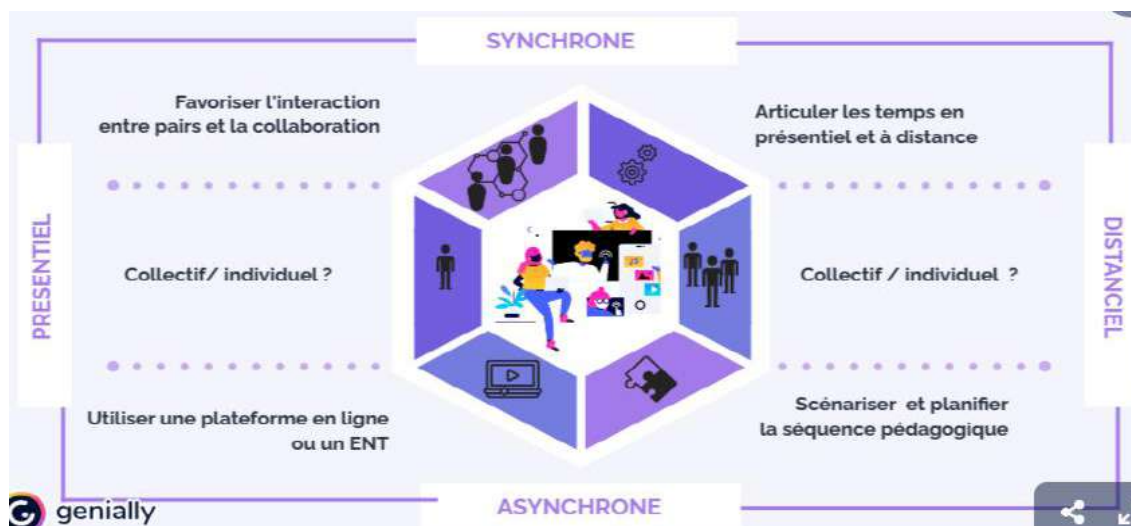 SYNCHRONE
Favoriser l'interaction
entre pairs et la collaboration
Articuler les temps en
présentiel et à distance
PRESENTIEL
DISTANCIEL
Collectif/ individuel ?
Collectif / individuel ?
Utiliser une plateforme en ligne
ou un ENT
Scénariser et planifier
la séquence pédagogique
ASYNCHRONE
genially